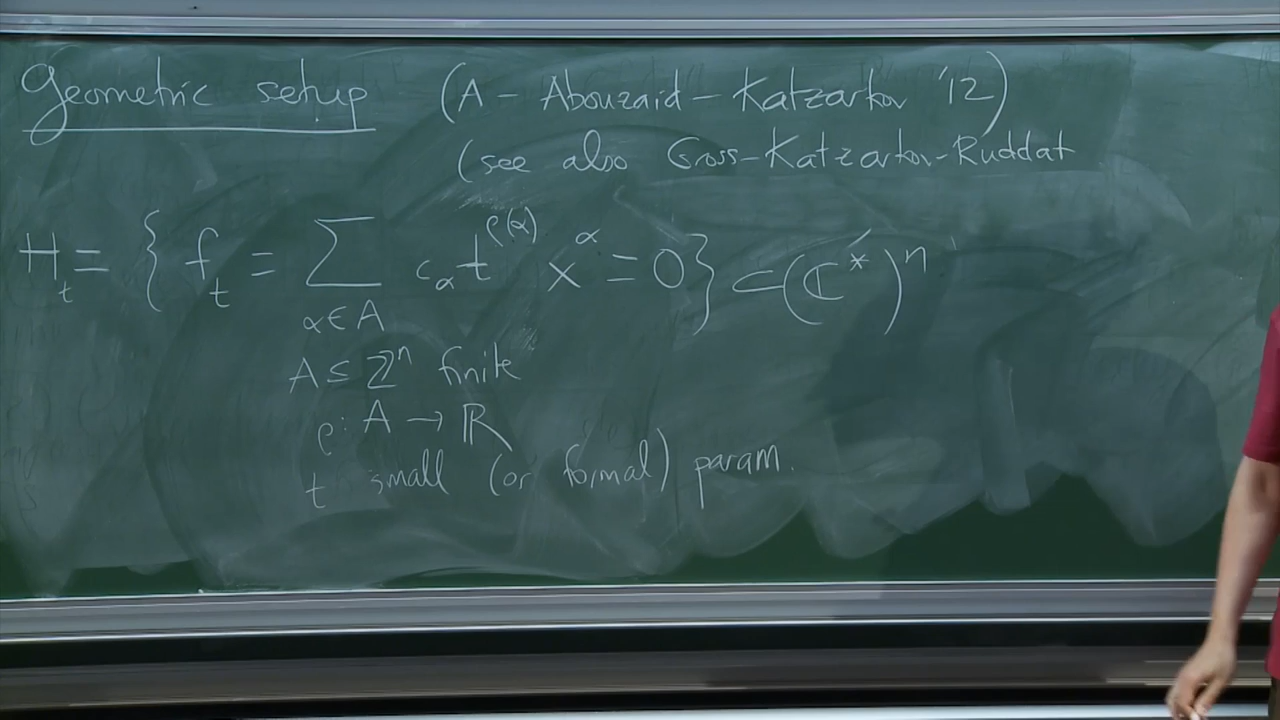 Geometric setup (A - Abouzaid - Katzarkov '12)
(see also Gross-Katzarkov-Ruddat
H_t = { f_t = ∑_{α∈A} c_α t^{ρ(α)} x^α = 0 } ⊂ (ℂ*)^n
A ⊆ ℤ^n finite
ρ: A → ℝ
t small (or formal) param.